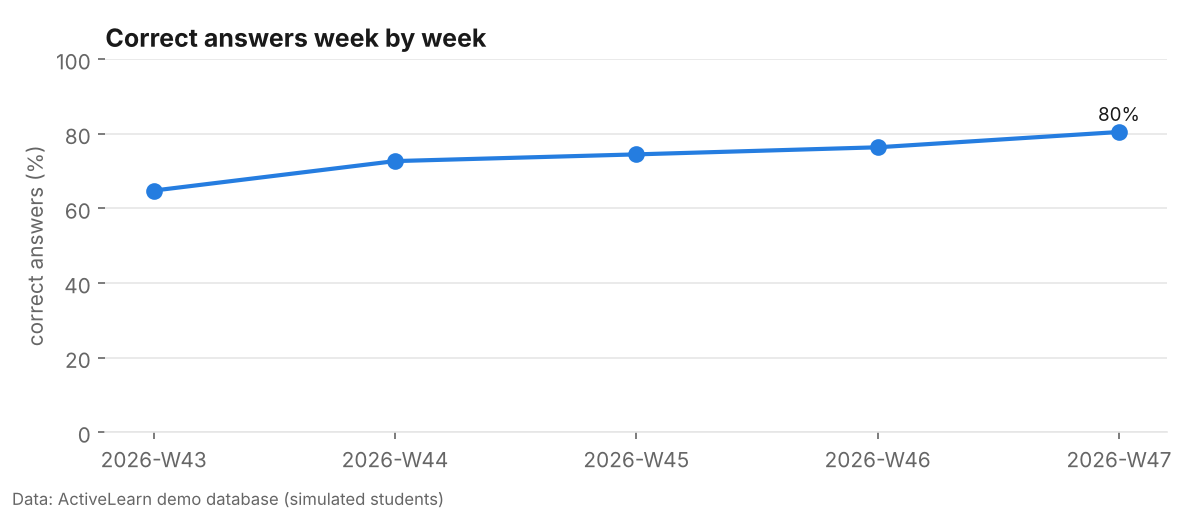 Correct answers week by week
100
80
60
40
20
0
correct answers (%)
80%
2026-W43
2026-W44
2026-W45
2026-W46
2026-W47
Data: ActiveLearn demo database (simulated students)